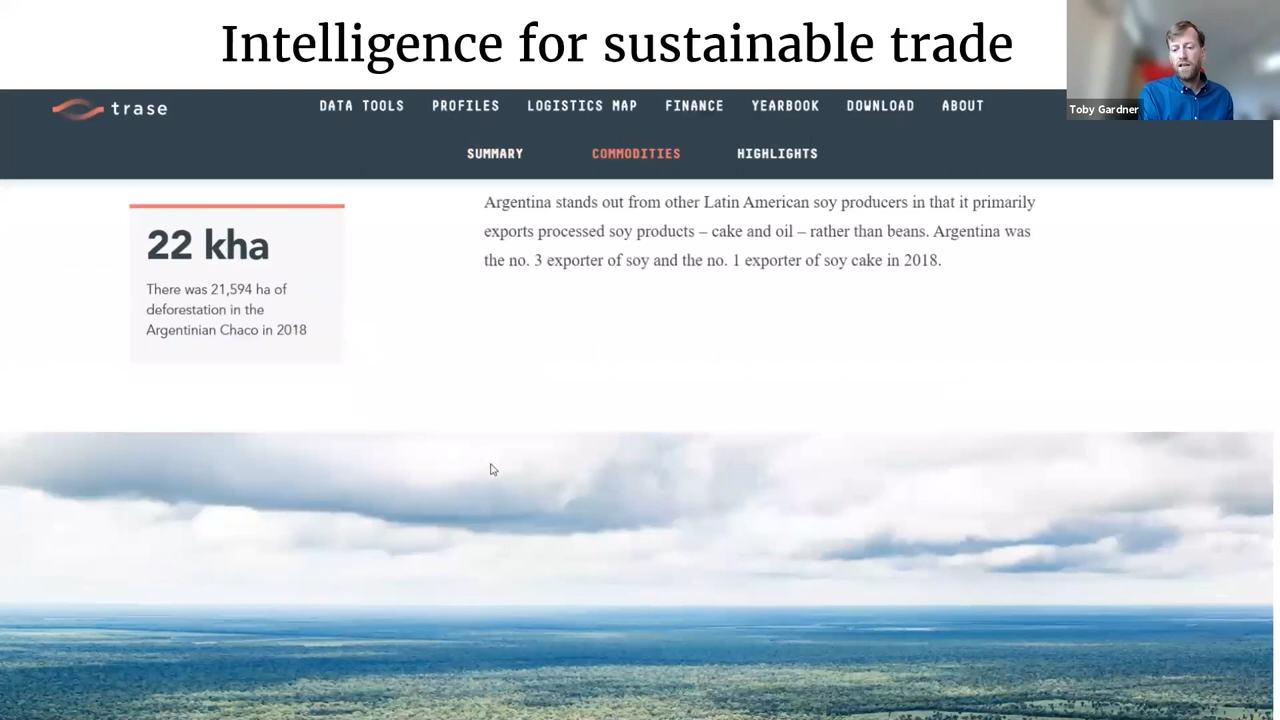 Intelligence for sustainable trade
Toby Gardner
trase
DATA TOOLS PROFILES LOGISTICS MAP FINANCE YEARBOOK DOWNLOAD ABOUT
SUMMARY COMMODITIES HIGHLIGHTS
22 kha
There was 21,594 ha of
deforestation in the
Argentinian Chaco in 2018
Argentina stands out from other Latin American soy producers in that it primarily
exports processed soy products – cake and oil – rather than beans. Argentina was
the no. 3 exporter of soy and the no. 1 exporter of soy cake in 2018.